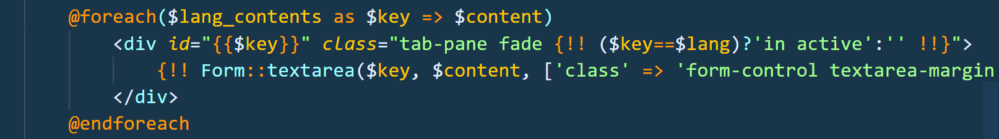 @foreach($lang_contents as $key => $content)
<div id="{{$key}}" class="tab-pane fade {!! ($key==$lang)?'in active':'' !!}">
{!! Form::textarea($key, $content, ['class' => 'form-control textarea-margin
</div>
@endforeach